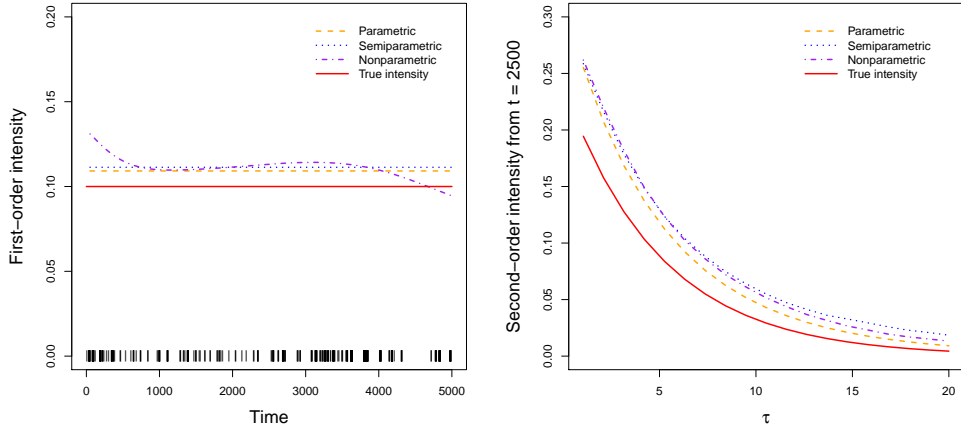 First−order intensity
0.20
0.15
0.10
0.05
0.00
Parametric
Semiparametric
Nonparametric
True intensity
0 1000 2000 3000 4000 5000
Time
Second−order intensity from t = 2500
0.30
0.25
0.20
0.15
0.10
0.05
0.00
Parametric
Semiparametric
Nonparametric
True intensity
5 10 15 20
τ